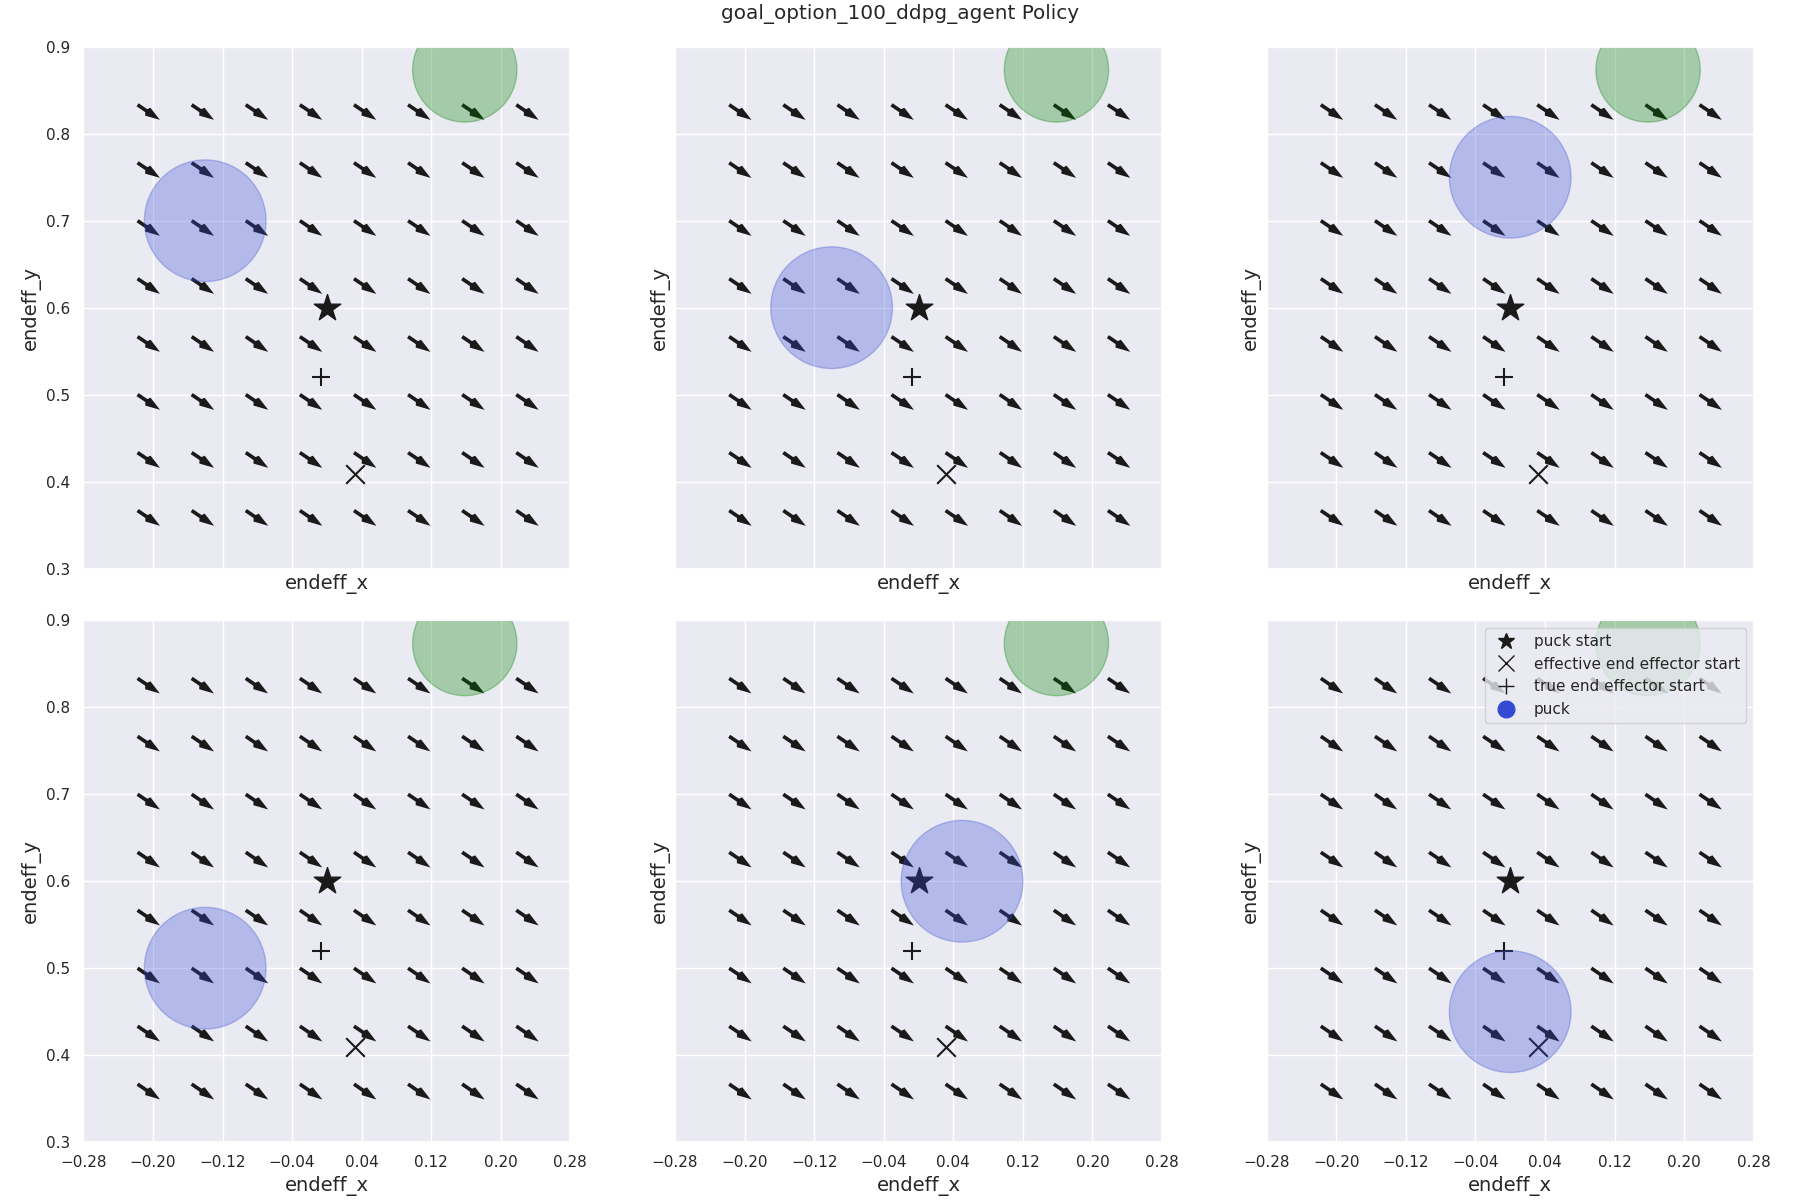 goal_option_100_ddpg_agent Policy
0.9
0.8
0.7
0.6
0.5
0.4
0.3
endeff_y
endeff_x
endeff_y
endeff_x
endeff_y
endeff_x
0.9
0.8
0.7
0.6
0.5
0.4
0.3
endeff_y
−0.28 −0.20 −0.12 −0.04 0.04 0.12 0.20 0.28
endeff_x
endeff_y
−0.28 −0.20 −0.12 −0.04 0.04 0.12 0.20 0.28
endeff_x
puck start
effective end effector start
true end effector start
puck
endeff_y
−0.28 −0.20 −0.12 −0.04 0.04 0.12 0.20 0.28
endeff_x